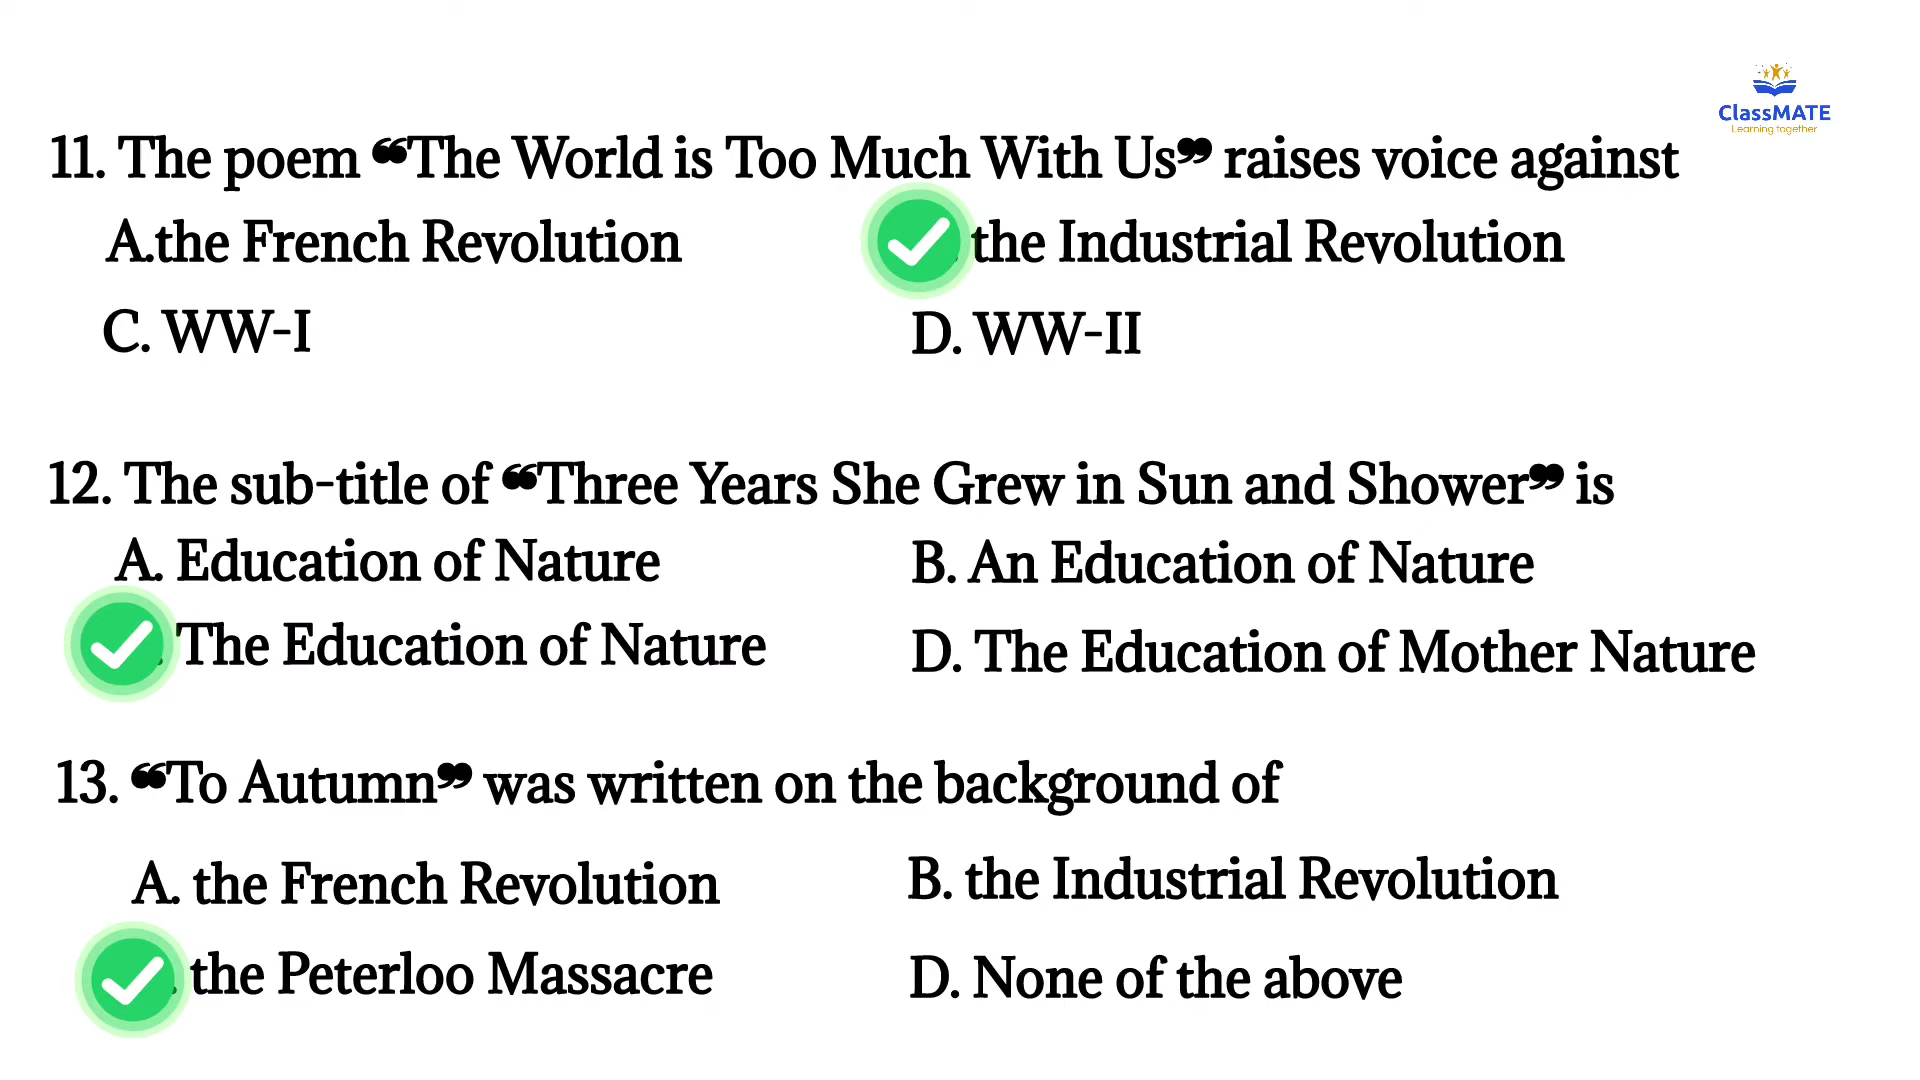 ClassMATE
Learning together
11. The poem ❝The World is Too Much With Us❞ raises voice against
A.the French Revolution
the Industrial Revolution
C. WW-I
D. WW-II
12. The sub-title of ❝Three Years She Grew in Sun and Shower❞ is
A. Education of Nature
B. An Education of Nature
The Education of Nature
D. The Education of Mother Nature
13. ❝To Autumn❞ was written on the background of
A. the French Revolution
B. the Industrial Revolution
the Peterloo Massacre
D. None of the above